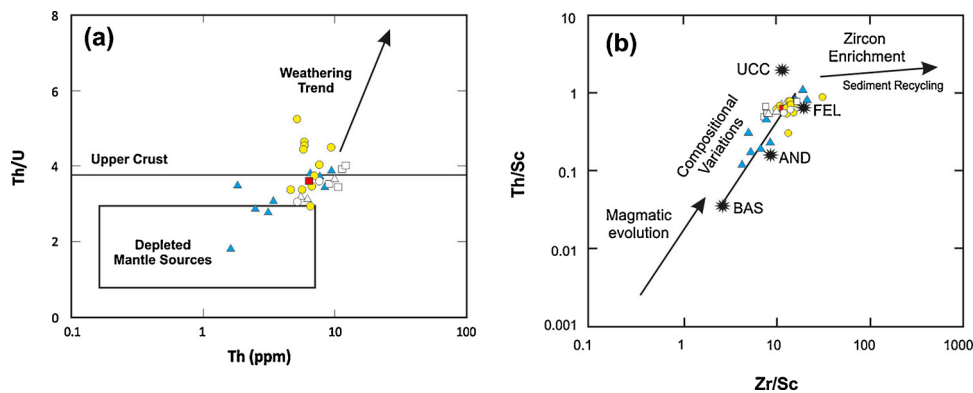 (a)
8
6
4
2
0
Th/U
Weathering
Trend
Upper Crust
Depleted
Mantle Sources
0.1
1
10
100
Th (ppm)
(b)
10
1
0.1
0.01
0.001
Th/Sc
Zircon
Enrichment
Sediment Recycling
UCC
FEL
Compositional
Variations
AND
BAS
Magmatic
evolution
0.1
1
10
100
1000
Zr/Sc